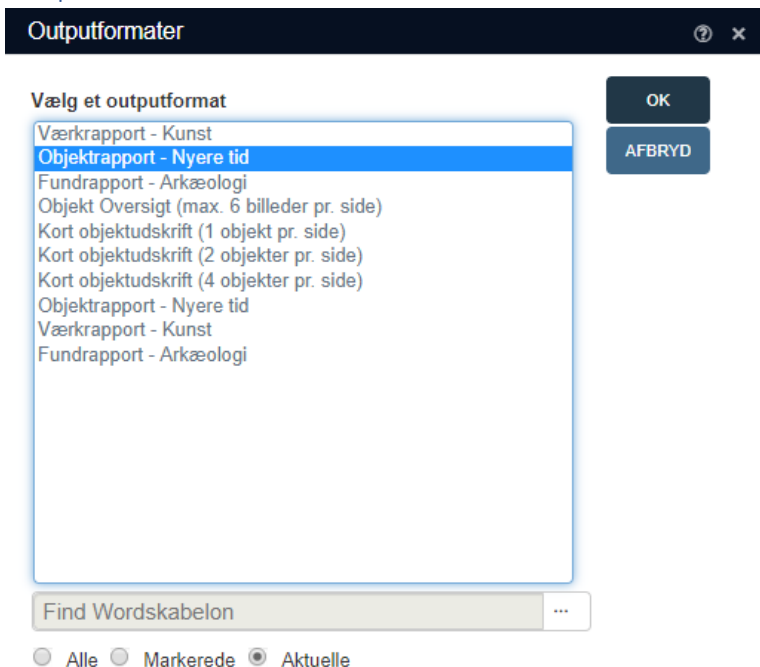 Outputformater
Vælg et outputformat
OK
AFBRYD
Værkrapport - Kunst
Objektrapport - Nyere tid
Fundrapport - Arkæologi
Objekt Oversigt (max. 6 billeder pr. side)
Kort objektudskrift (1 objekt pr. side)
Kort objektudskrift (2 objekter pr. side)
Kort objektudskrift (4 objekter pr. side)
Objektrapport - Nyere tid
Værkrapport - Kunst
Fundrapport - Arkæologi
Find Wordskabelon ...
Alle Markerede Aktuelle